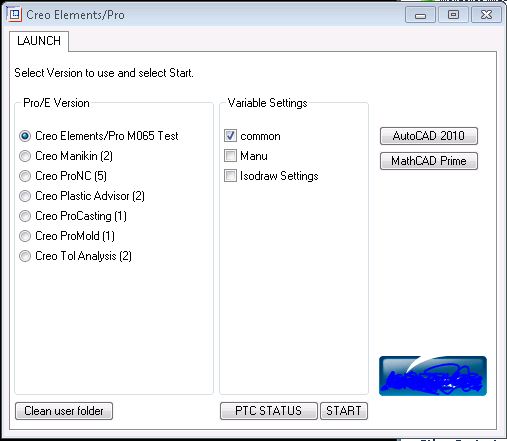 Creo Elements/Pro
LAUNCH
Select Version to use and select Start.
Pro/E Version
Creo Elements/Pro M065 Test
Creo Manikin (2)
Creo ProNC (5)
Creo Plastic Advisor (2)
Creo ProCasting (1)
Creo ProMold (1)
Creo Tol Analysis (2)
Variable Settings
common
Manu
Isodraw Settings
AutoCAD 2010
MathCAD Prime
Clean user folder
PTC STATUS
START